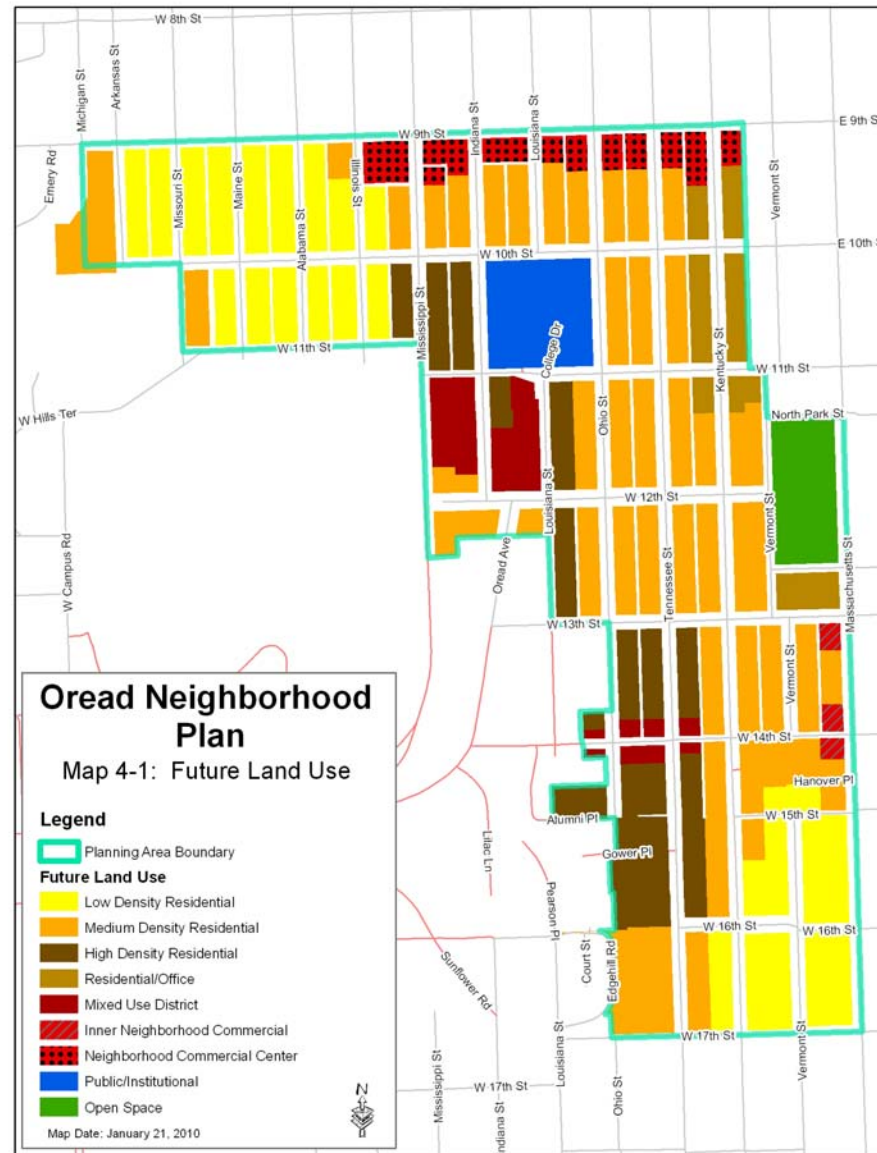 W 8th St
Michigan St
Arkansas St
Emery Rd
W 9th St
Indiana St
Louisiana St
E 9th St
Missouri St
Maine St
Alabama St
Illinois St
Vermont St
W 10th St
E 10th St
Mississippi St
College Dr
Kentucky St
W 11th St
W 11th St
W Hills Ter
North Park St
Ohio St
Louisiana St
W 12th St
Vermont St
Massachusetts St
Oread Ave
W Campus Rd
Tennessee St
W 13th St
Vermont St
W 14th St
Hanover Pl
Alumni Pl
W 15th St
Lilac Ln
Gower Pl
Pearson Pl
W 16th St
W 16th St
Court St
Edgehill Rd
Sunflower Rd
W 17th St
Louisiana St
Ohio St
Vermont St
Mississippi St
Indiana St
W 17th St
Oread Neighborhood
Plan
Map 4-1: Future Land Use
Legend
Planning Area Boundary
Future Land Use
Low Density Residential
Medium Density Residential
High Density Residential
Residential/Office
Mixed Use District
Inner Neighborhood Commercial
Neighborhood Commercial Center
Public/Institutional
Open Space
N
Map Date: January 21, 2010